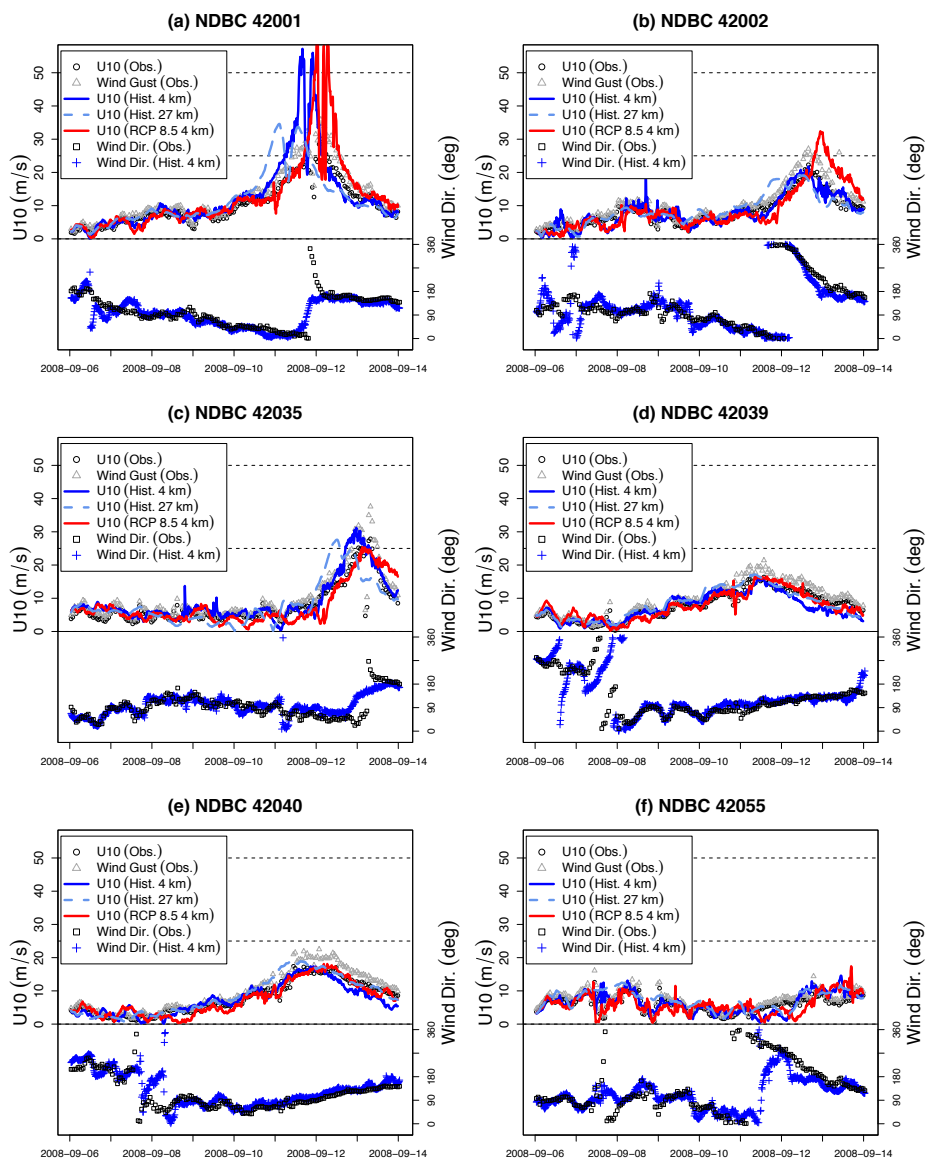 (a) NDBC 42001
U10 (Obs.)
Wind Gust (Obs.)
U10 (Hist. 4 km)
U10 (Hist. 27 km)
U10 (RCP 8.5 4 km)
Wind Dir. (Obs.)
Wind Dir. (Hist. 4 km)
U10 (m/s)
0 10 20 30 40 50
Wind Dir. (deg)
0 90 180 360
2008−09−06 2008−09−08 2008−09−10 2008−09−12 2008−09−14
(b) NDBC 42002
U10 (Obs.)
Wind Gust (Obs.)
U10 (Hist. 4 km)
U10 (Hist. 27 km)
U10 (RCP 8.5 4 km)
Wind Dir. (Obs.)
Wind Dir. (Hist. 4 km)
U10 (m/s)
0 10 20 30 40 50
Wind Dir. (deg)
0 90 180 360
2008−09−06 2008−09−08 2008−09−10 2008−09−12 2008−09−14
(c) NDBC 42035
U10 (Obs.)
Wind Gust (Obs.)
U10 (Hist. 4 km)
U10 (Hist. 27 km)
U10 (RCP 8.5 4 km)
Wind Dir. (Obs.)
Wind Dir. (Hist. 4 km)
U10 (m/s)
0 10 20 30 40 50
Wind Dir. (deg)
0 90 180 360
2008−09−06 2008−09−08 2008−09−10 2008−09−12 2008−09−14
(d) NDBC 42039
U10 (Obs.)
Wind Gust (Obs.)
U10 (Hist. 4 km)
U10 (Hist. 27 km)
U10 (RCP 8.5 4 km)
Wind Dir. (Obs.)
Wind Dir. (Hist. 4 km)
U10 (m/s)
0 10 20 30 40 50
Wind Dir. (deg)
0 90 180 360
2008−09−06 2008−09−08 2008−09−10 2008−09−12 2008−09−14
(e) NDBC 42040
U10 (Obs.)
Wind Gust (Obs.)
U10 (Hist. 4 km)
U10 (Hist. 27 km)
U10 (RCP 8.5 4 km)
Wind Dir. (Obs.)
Wind Dir. (Hist. 4 km)
U10 (m/s)
0 10 20 30 40 50
Wind Dir. (deg)
0 90 180 360
2008−09−06 2008−09−08 2008−09−10 2008−09−12 2008−09−14
(f) NDBC 42055
U10 (Obs.)
Wind Gust (Obs.)
U10 (Hist. 4 km)
U10 (Hist. 27 km)
U10 (RCP 8.5 4 km)
Wind Dir. (Obs.)
Wind Dir. (Hist. 4 km)
U10 (m/s)
0 10 20 30 40 50
Wind Dir. (deg)
0 90 180 360
2008−09−06 2008−09−08 2008−09−10 2008−09−12 2008−09−14